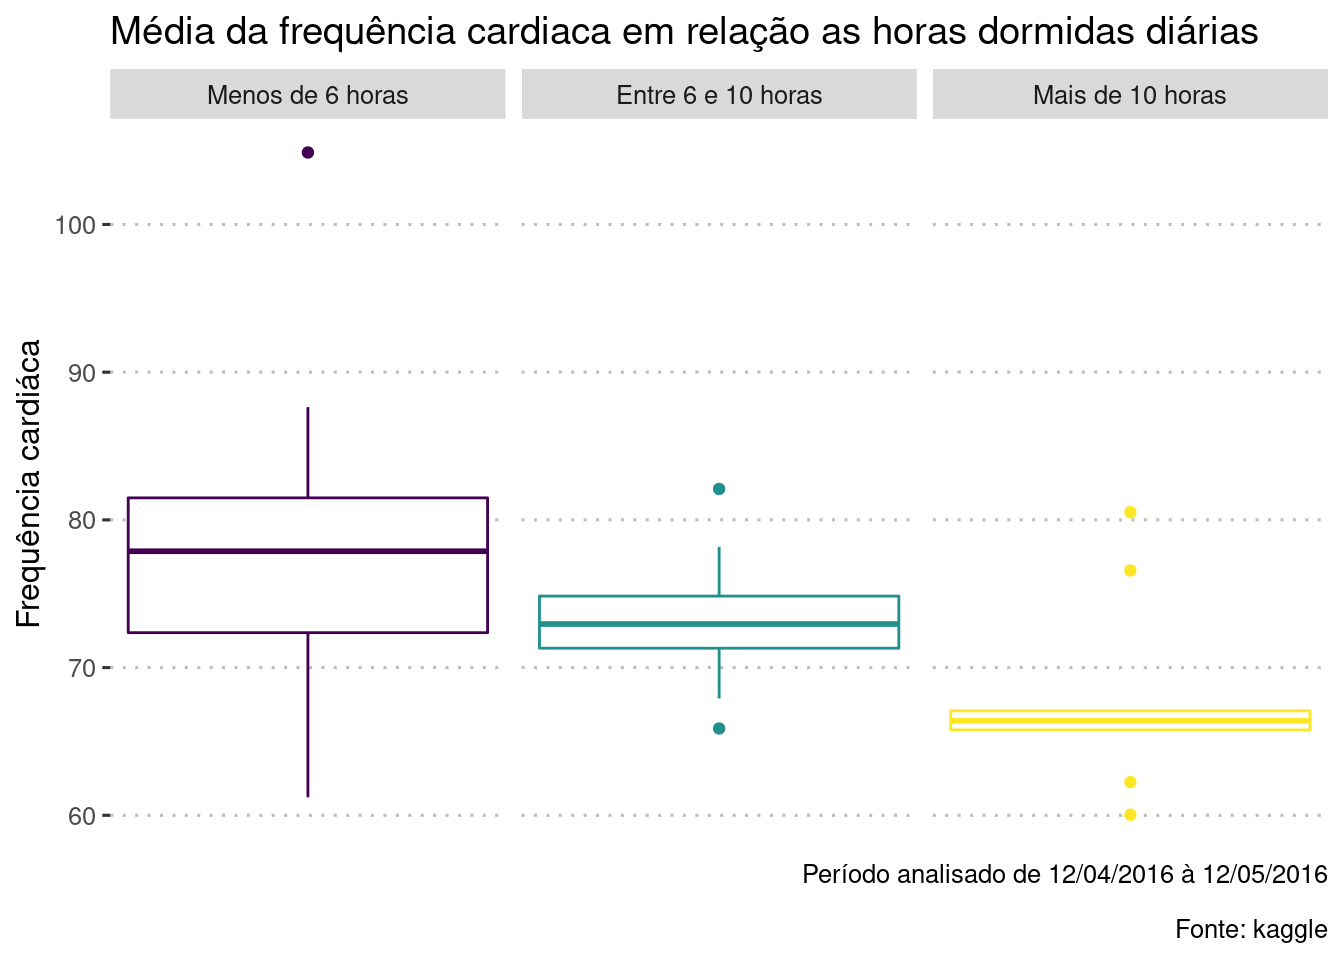 Média da frequência cardiaca em relação as horas dormidas diárias
Menos de 6 horas
Entre 6 e 10 horas
Mais de 10 horas
100
90
80
70
60
Frequência cardíáca
Período analisado de 12/04/2016 à 12/05/2016
Fonte: kaggle